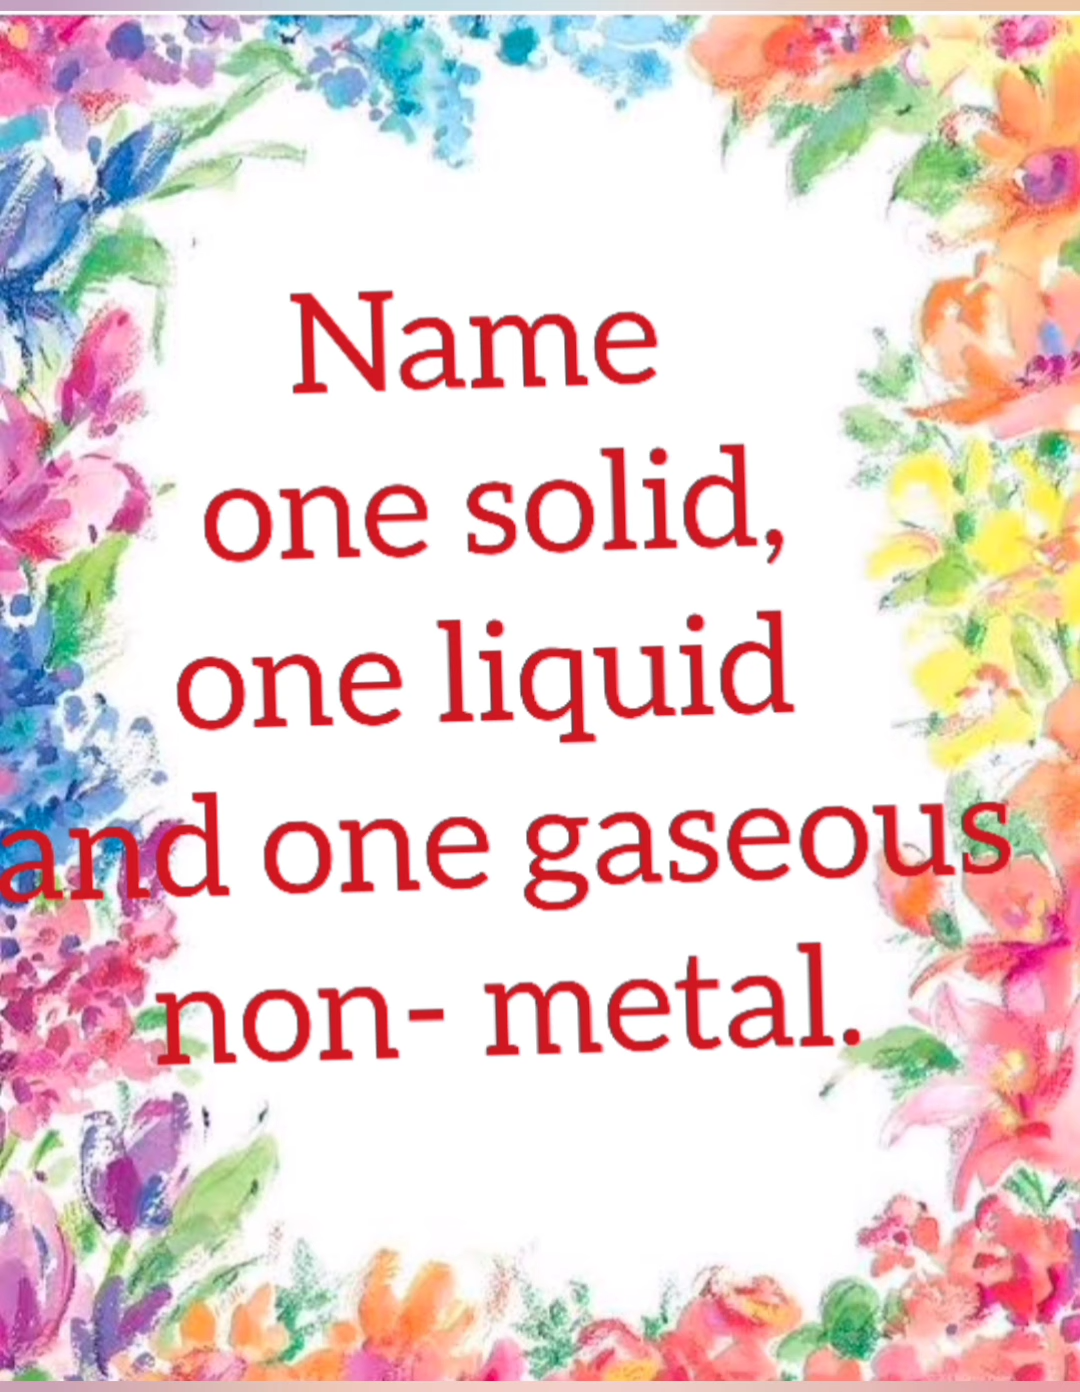 Name
one solid,
one liquid
and one gaseous
non- metal.